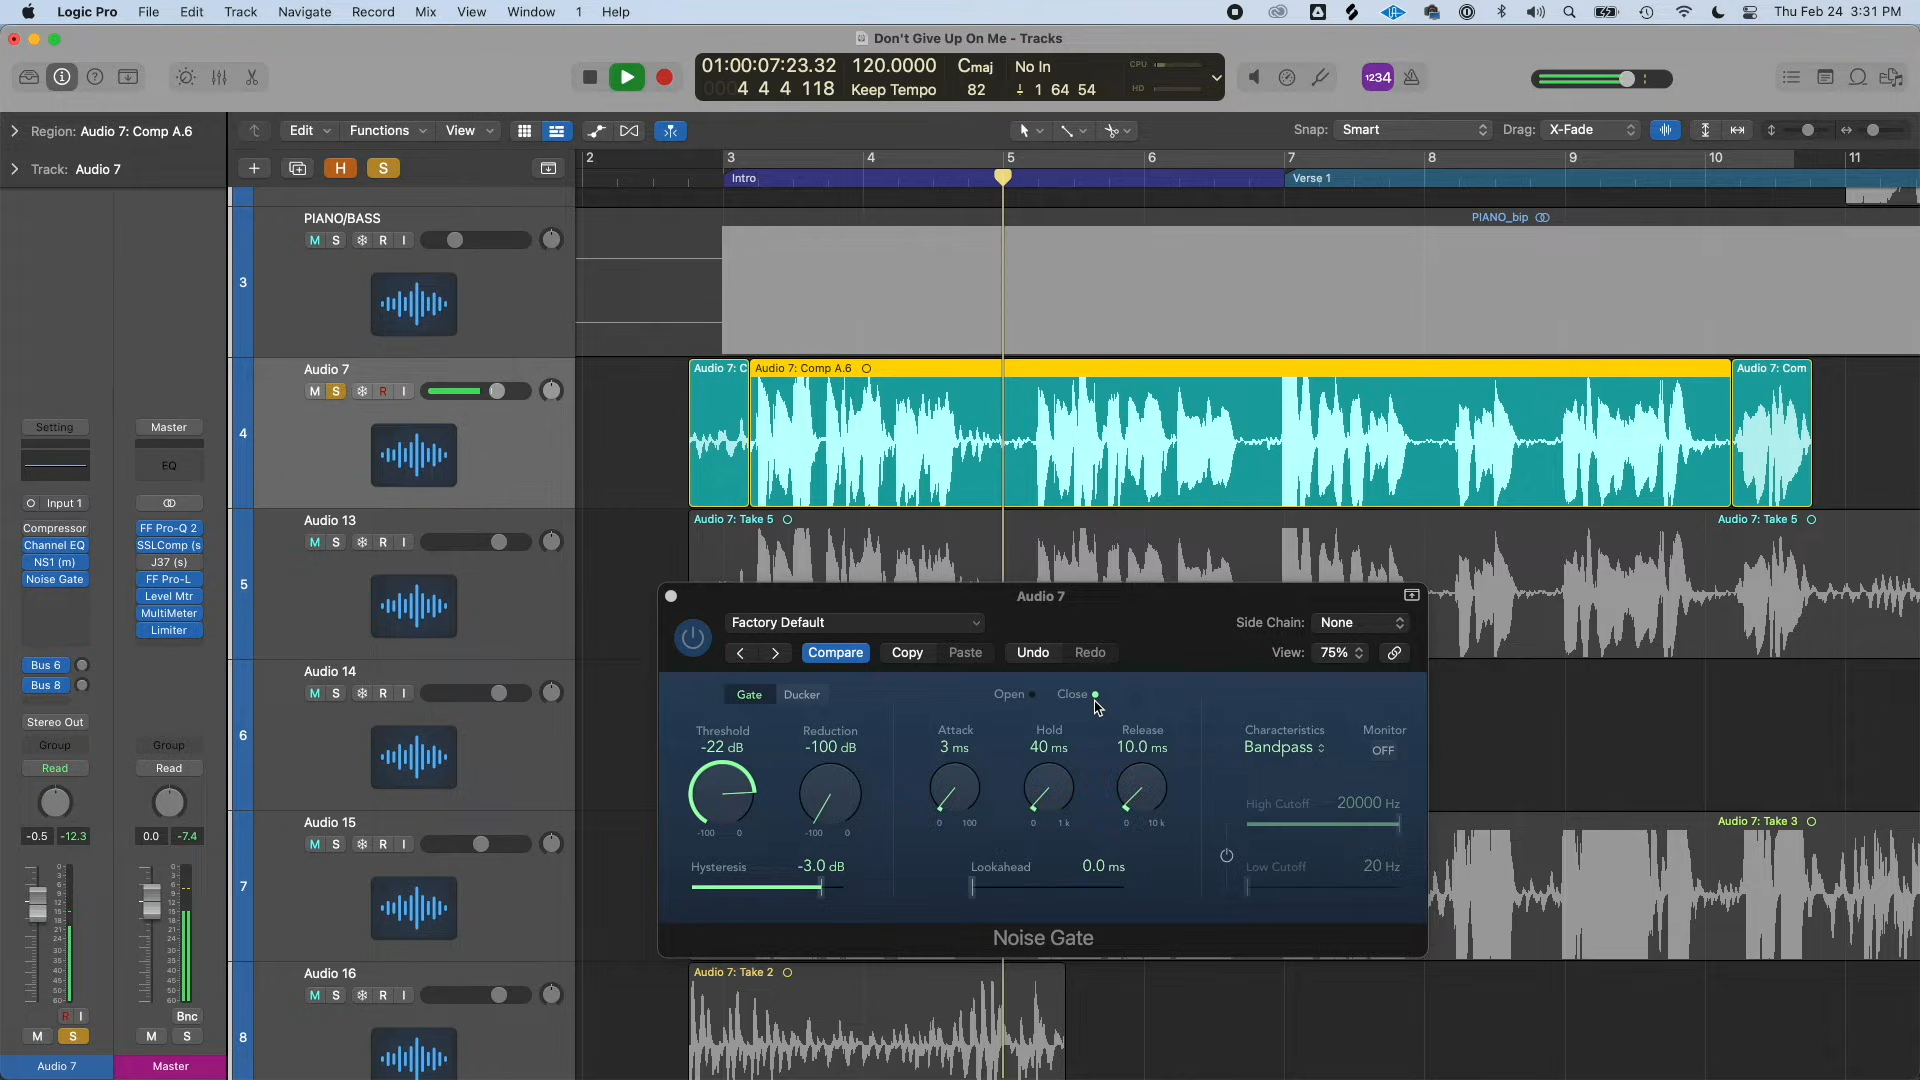 Logic Pro File Edit Track Navigate Record Mix View Window 1 Help Thu Feb 24 3:31 PM
Don't Give Up On Me - Tracks
01:00:07:23.32 120.0000 Cmaj No In CPU
0004 4 4 118 Keep Tempo 82 1 64 54 HD
1234
Region: Audio 7: Comp A.6
Edit Functions View Snap: Smart Drag: X-Fade
Track: Audio 7
H S
2 3 4 5 6 7 8 9 10 11
Intro Verse 1
PIANO/BASS
M S R I
3
PIANO_bip
Audio 7
M S R I
4
Audio 7: C Audio 7: Comp A.6 Audio 7: Com
Audio 13
M S R I
5
Audio 7: Take 5 Audio 7: Take 5
Audio 14
M S R I
6
Audio 15
M S R I
7
Audio 7: Take 3
Audio 16
M S R I
8
Audio 7: Take 2
Setting Master
EQ
Input 1
Compressor FF Pro-Q 2
Channel EQ SSLComp (s
NS1 (m) J37 (s)
Noise Gate FF Pro-L
Level Mtr
MultiMeter
Limiter
Bus 6
Bus 8
Stereo Out
Group Group
Read Read
-0.5 -12.3 0.0 -7.4
R I Bnc
M S M S
Audio 7 Master
Audio 7
Factory Default Side Chain: None
Compare Copy Paste Undo Redo View: 75%
Gate Ducker Open Close
Threshold Reduction Attack Hold Release Characteristics Monitor
-22 dB -100 dB 3 ms 40 ms 10.0 ms Bandpass OFF
High Cutoff 20000 Hz
-100 0 -100 0 0 100 0 1 k 0 10 k
Hysteresis -3.0 dB Lookahead 0.0 ms Low Cutoff 20 Hz
Noise Gate